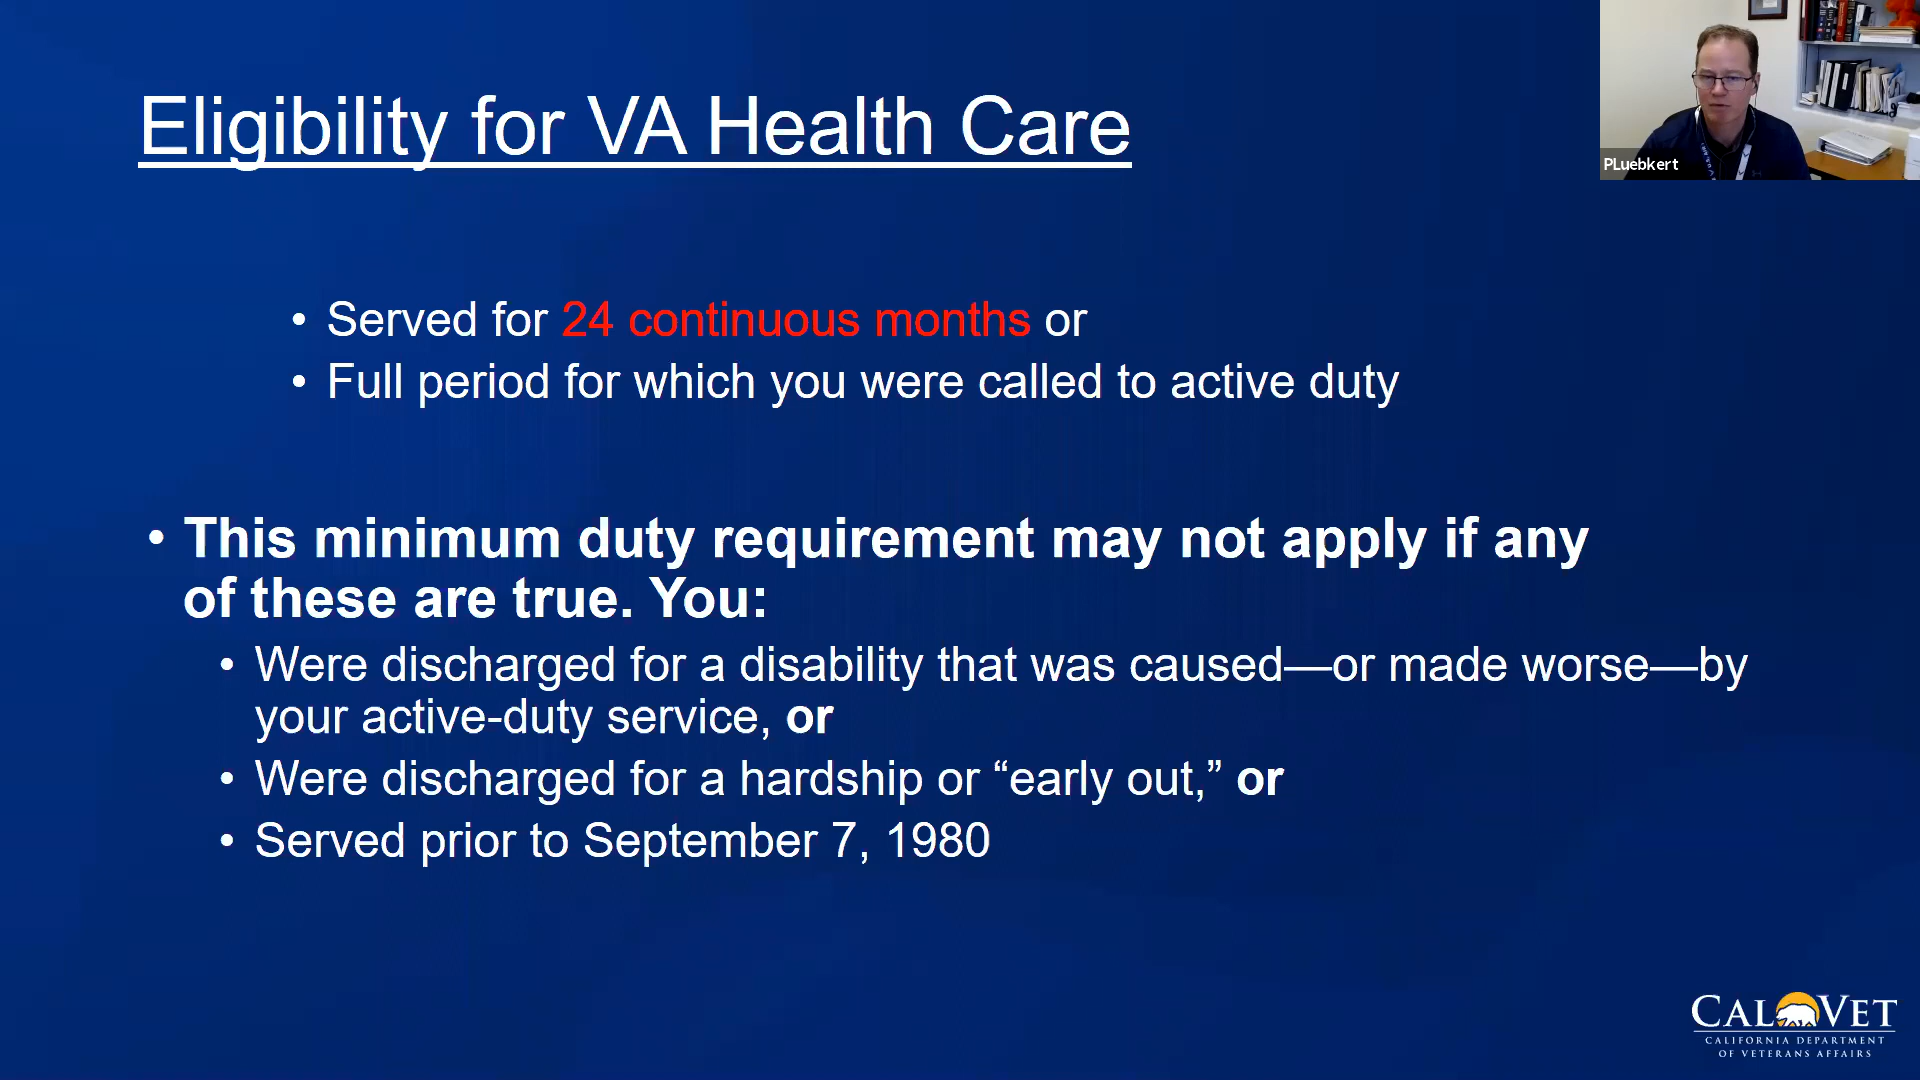 Eligibility for VA Health Care
PLuebkert
• Served for 24 continuous months or
• Full period for which you were called to active duty
• This minimum duty requirement may not apply if any
of these are true. You:
• Were discharged for a disability that was caused—or made worse—by
your active-duty service, or
• Were discharged for a hardship or “early out,” or
• Served prior to September 7, 1980
CALVET
CALIFORNIA DEPARTMENT
OF VETERANS AFFAIRS